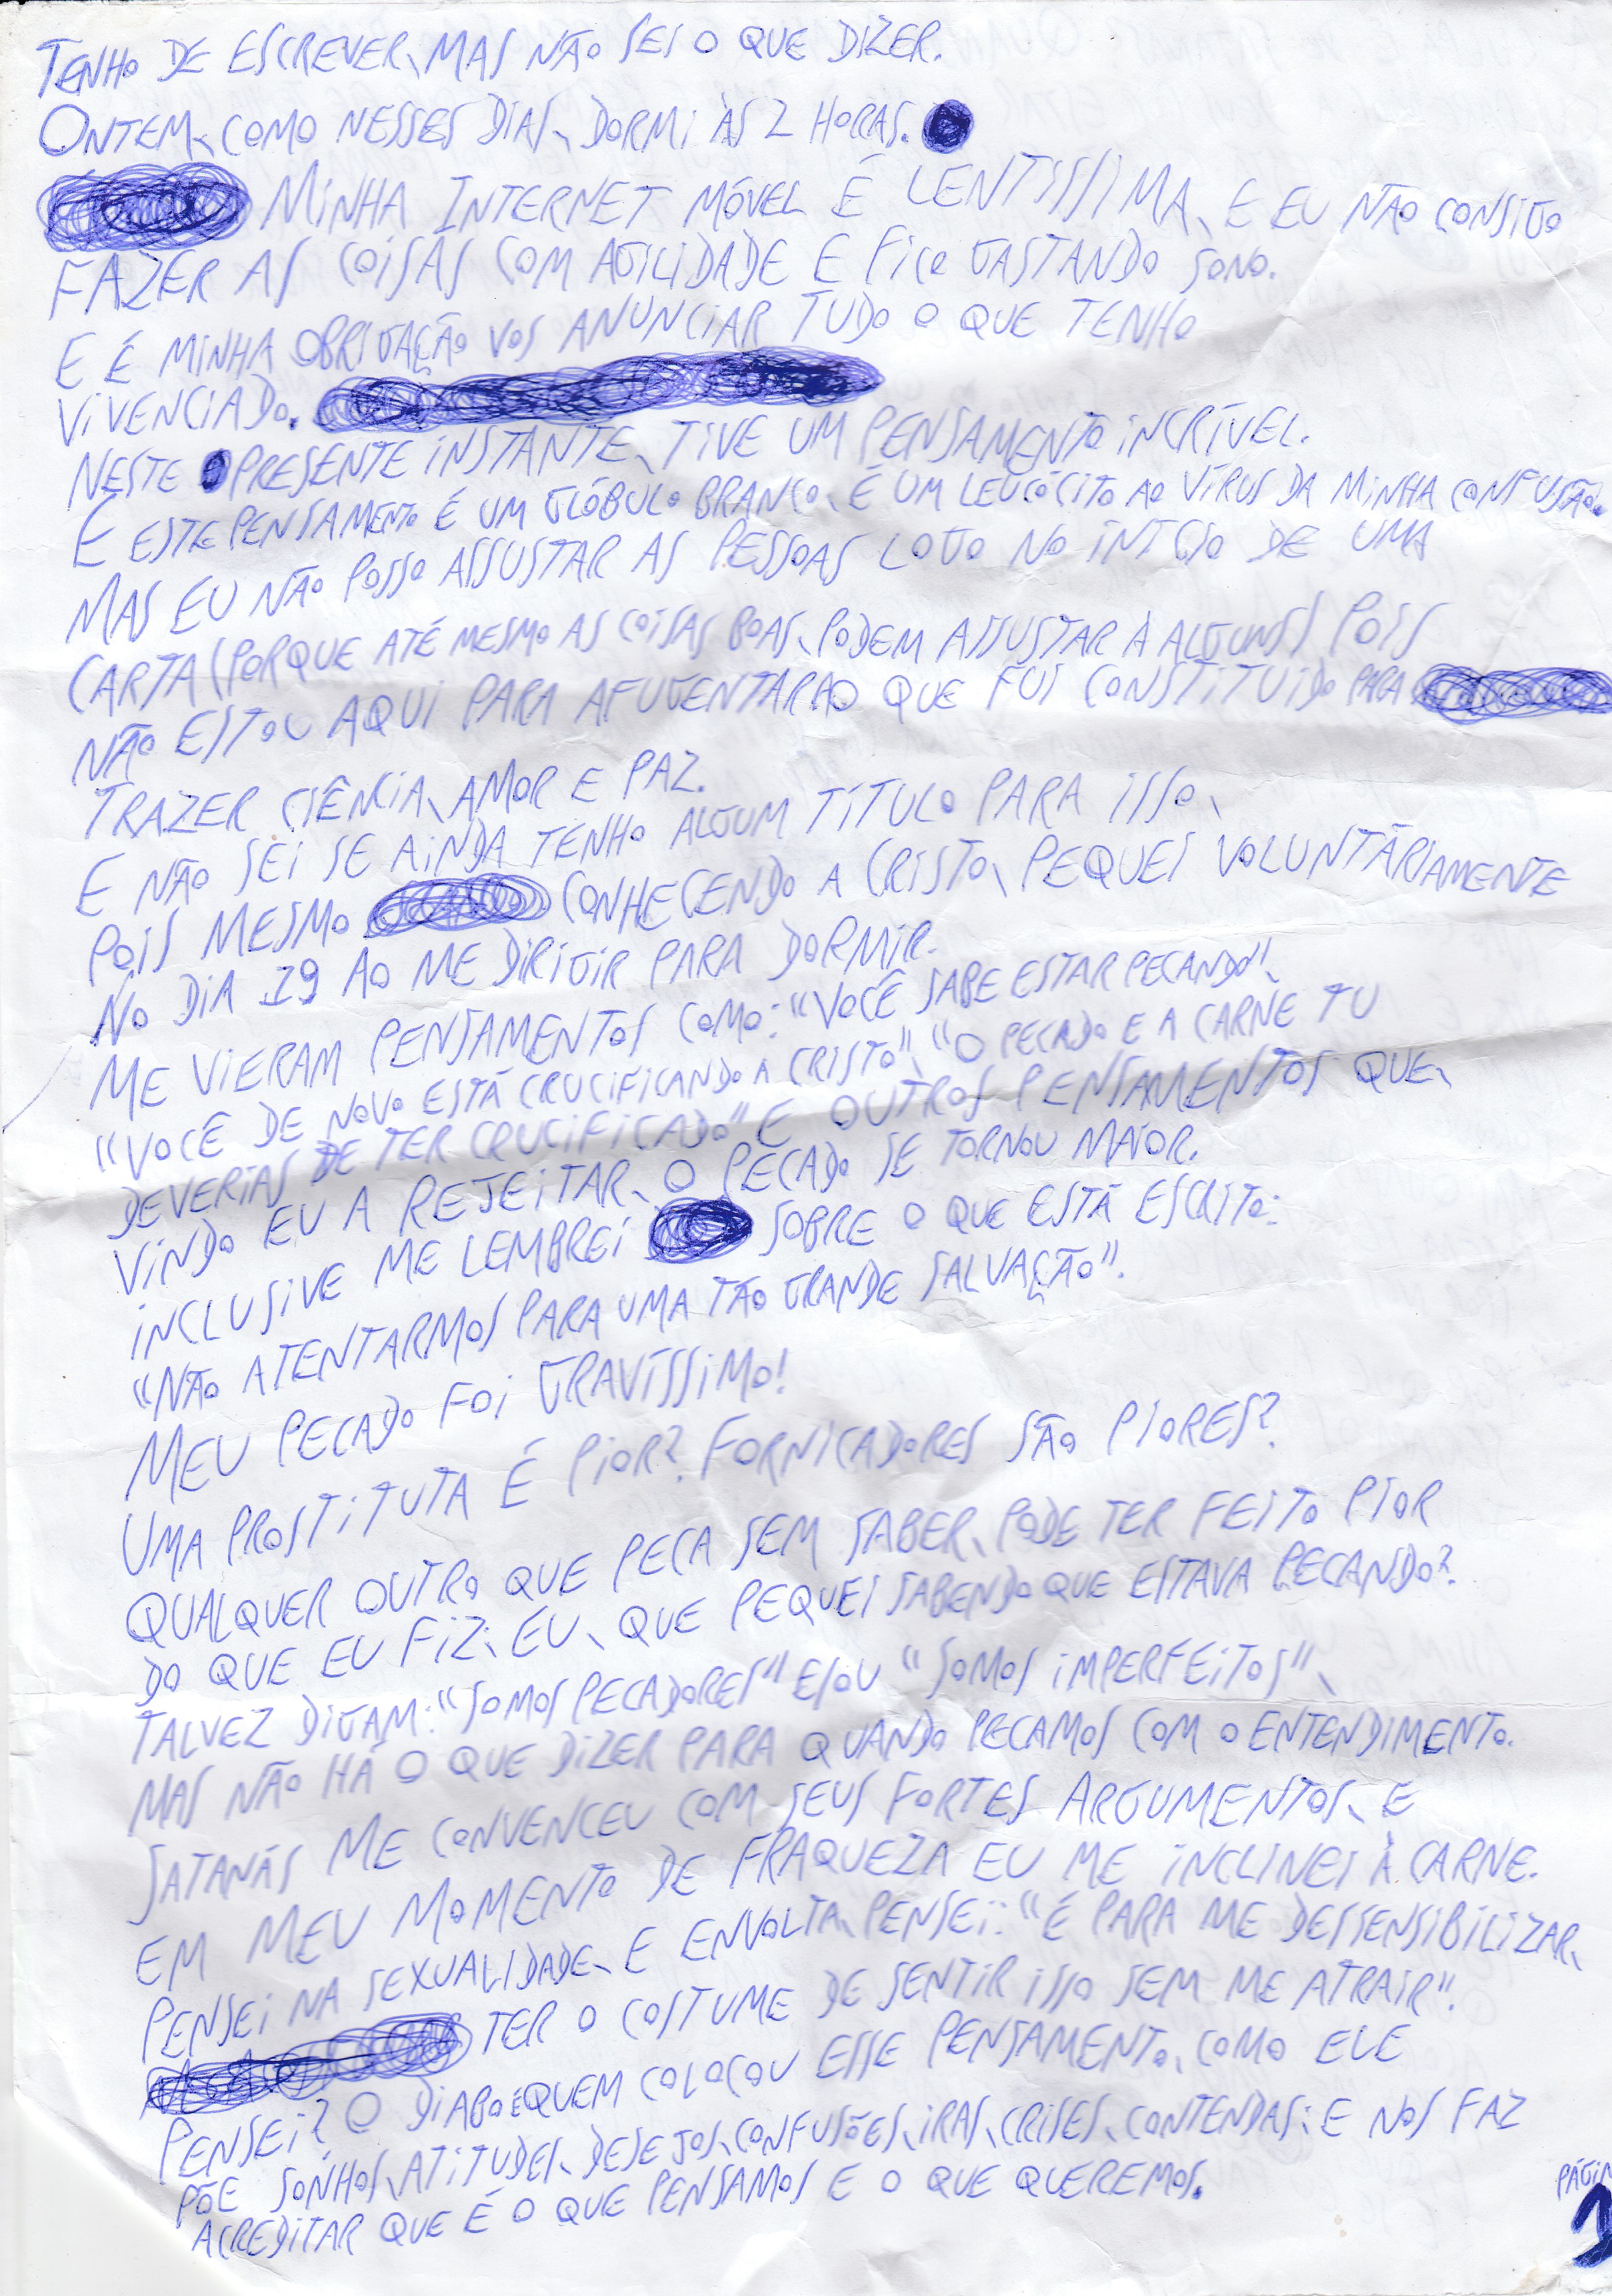 TENHO DE ESCREVER, MAS NÃO SEI O QUE DIZER.
ONTEM, COMO NESSES DIAS, DORMI ÀS 2 HORAS.
MINHA INTERNET MÓVEL É LENTISSIMA, E EU NÃO CONSIGO
FAZER AS COISAS COM AGILIDADE E FICO GASTANDO SONO.
E É MINHA OBRIGAÇÃO VOS ANUNCIAR TUDO O QUE TENHO
VIVENCIADO.
NESTE PRESENTE INSTANTE, TIVE UM PENSAMENTO INCRÍVEL.
E ESTE PENSAMENTO É UM GLÓBULO BRANCO, É UM LEUCÓCITO AO VÍRUS DA MINHA CONFUSÃO.
MAS EU NÃO POSSO ASSUSTAR AS PESSOAS LOGO NO INÍCIO DE UMA
CARTA (PORQUE ATÉ MESMO AS COISAS BOAS, PODEM ASSUSTAR À ALGUNS) POIS
NÃO ESTOU AQUI PARA AFUGENTAR AO QUE FUI CONSTITUIDO PARA
TRAZER CIÊNCIA, AMOR E PAZ.
E NÃO SEI SE AINDA TENHO ALGUM TÍTULO PARA ISSO,
POIS MESMO CONHECENDO A CRISTO, PEQUEI VOLUNTÁRIAMENTE
NO DIA 19 AO ME DIRIGIR PARA DORMIR.
ME VIERAM PENSAMENTOS COMO: "VOCÊ SABE ESTAR PECANDO",
"VOCÊ DE NOVO ESTÁ CRUCIFICANDO A CRISTO", "O PECADO E A CARNE TU
DEVERIAS DE TER CRUCIFICADO" E OUTROS PENSAMENTOS QUE,
VINDO EU A REJEITAR, O PECADO SE TORNOU MAIOR.
INCLUSIVE ME LEMBREI SOBRE O QUE ESTÁ ESCRITO:
"NÃO ATENTARMOS PARA UMA TÃO GRANDE SALVAÇÃO".
MEU PECADO FOI GRAVÍSSIMO!
UMA PROSTITUTA É PIOR? FORNICADORES SÃO PIORES?
QUALQUER OUTRO QUE PECA SEM SABER, PODE TER FEITO PIOR
DO QUE EU FIZ, EU, QUE PEQUEI SABENDO QUE ESTAVA PECANDO?
TALVEZ DIGAM: "SOMOS PECADORES" E/OU "SOMOS IMPERFEITOS",
MAS NÃO HÁ O QUE DIZER PARA QUANDO PECAMOS COM O ENTENDIMENTO.
SATANÁS ME CONVENCEU COM SEUS FORTES ARGUMENTOS, E
EM MEU MOMENTO DE FRAQUEZA EU ME INCLINEI À CARNE.
PENSEI NA SEXUALIDADE, E ENVOLTA, PENSEI: "É PARA ME DESSENSIBILIZAR,
TER O COSTUME DE SENTIR ISSO SEM ME ATRAIR".
PENSEI? O DIABO É QUEM COLOCOU ESSE PENSAMENTO, COMO ELE
PÕE SONHOS, ATITUDES, DESEJOS, CONFUSÕES, IRAS, CRISES, CONTENDAS; E NOS FAZ
ACREDITAR QUE É O QUE PENSAMOS E O QUE QUEREMOS.
1